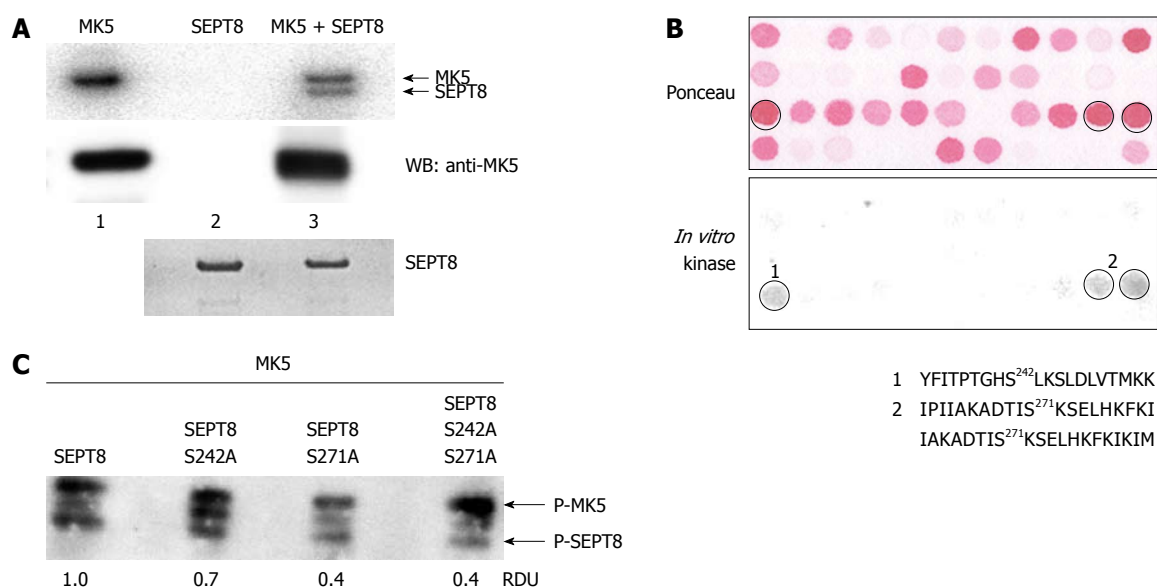 A
MK5 SEPT8 MK5 + SEPT8
MK5
SEPT8
WB: anti-MK5
1 2 3
SEPT8
B
Ponceau
In vitro
kinase
1 2
1 YFITPTGHS242LKSLDLVTMKK
2 IPIIAKADTIS271KSELHKFKI
IAKADTIS271KSELHKFKIKIM
C
MK5
SEPT8
SEPT8 SEPT8 S242A
SEPT8 S242A S271A S271A
P-MK5
P-SEPT8
1.0 0.7 0.4 0.4 RDU